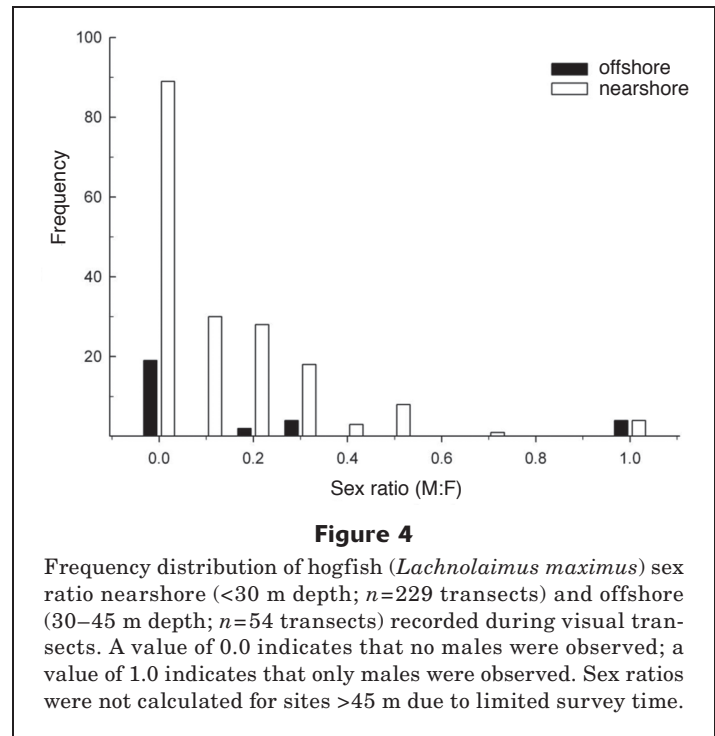 100
offshore
nearshore
80
60
Frequency
40
20
0.0 0.2 0.4 0.6 0.8 1.0
Sex ratio (M:F)
Figure 4
Frequency distribution of hogfish (Lachnolaimus maximus) sex
ratio nearshore (<30 m depth; n=229 transects) and offshore
(30–45 m depth; n=54 transects) recorded during visual tran-
sects. A value of 0.0 indicates that no males were observed; a
value of 1.0 indicates that only males were observed. Sex ratios
were not calculated for sites >45 m due to limited survey time.